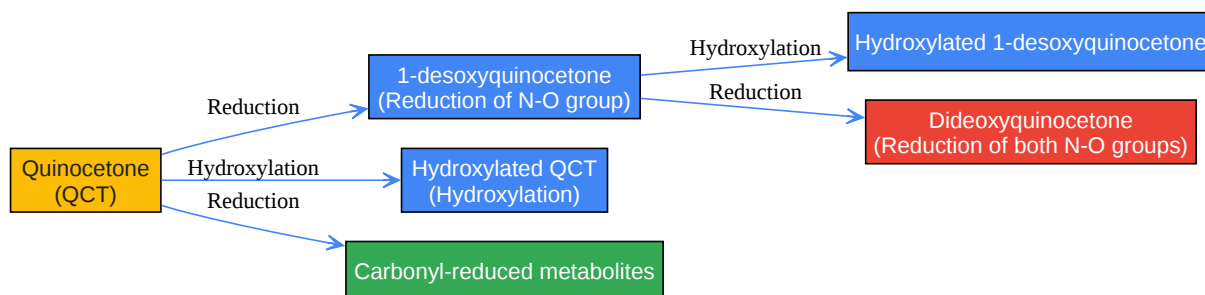 Quinocetone
(QCT)
Reduction
Hydroxylation
Reduction
1-desoxyquinocetone
(Reduction of N-O group)
Hydroxylated QCT
(Hydroxylation)
Carbonyl-reduced metabolites
Hydroxylation
Reduction
Hydroxylated 1-desoxyquinocetone
Dideoxyquinocetone
(Reduction of both N-O groups)